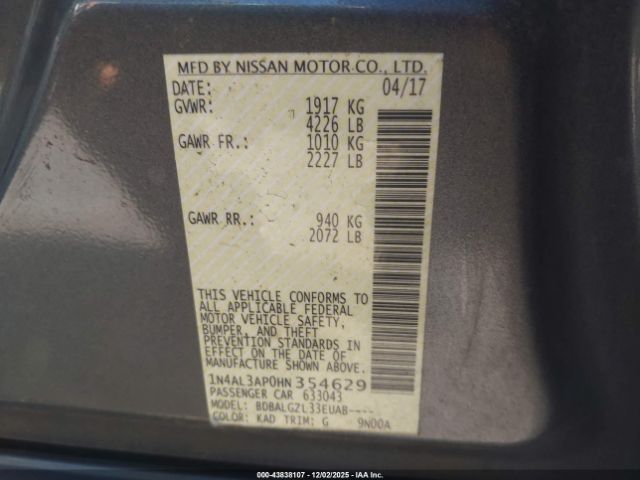 MFD BY NISSAN MOTOR CO., LTD.
DATE: 04/17
GVWR: 1917 KG
4226 LB
GAWR FR.: 1010 KG
2227 LB
GAWR RR.: 940 KG
2072 LB
THIS VEHICLE CONFORMS TO
ALL APPLICABLE FEDERAL
MOTOR VEHICLE SAFETY,
BUMPER, AND THEFT
PREVENTION STANDARDS IN
EFFECT ON THE DATE OF
MANUFACTURE SHOWN ABOVE.
1N4AL3AP0HN354629
PASSENGER CAR 633043
MODEL: BDBALGZL33EUAB----
COLOR: KAD TRIM: G 9N00A
000-43838107 • 12/02/2025 • IAAI.COM